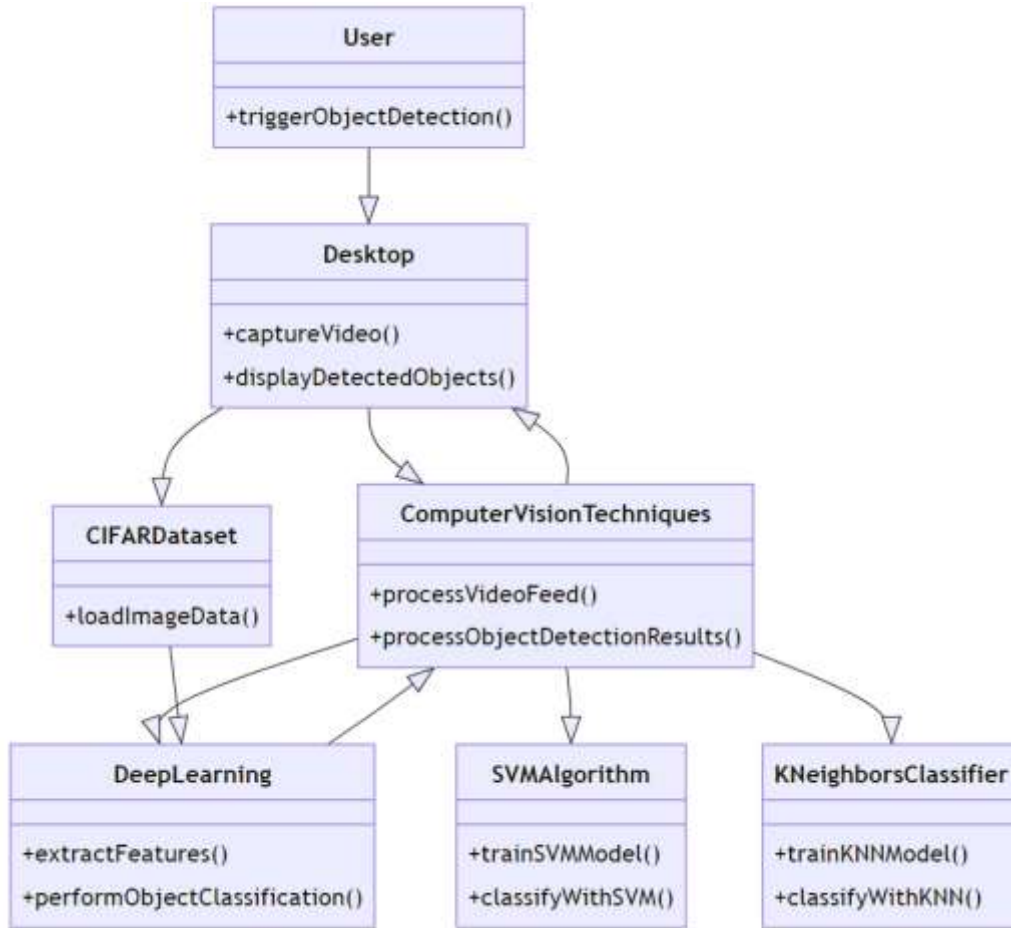 User
+triggerObjectDetection()
Desktop
+captureVideo()
+displayDetectedObjects()
CIFARDataset
+loadImageData()
ComputerVisionTechniques
+processVideoFeed()
+processObjectDetectionResults()
DeepLearning
+extractFeatures()
+performObjectClassification()
SVMAlgorithm
+trainSVMModel()
+classifyWithSVM()
KNeighborsClassifier
+trainKNNModel()
+classifyWithKNN()